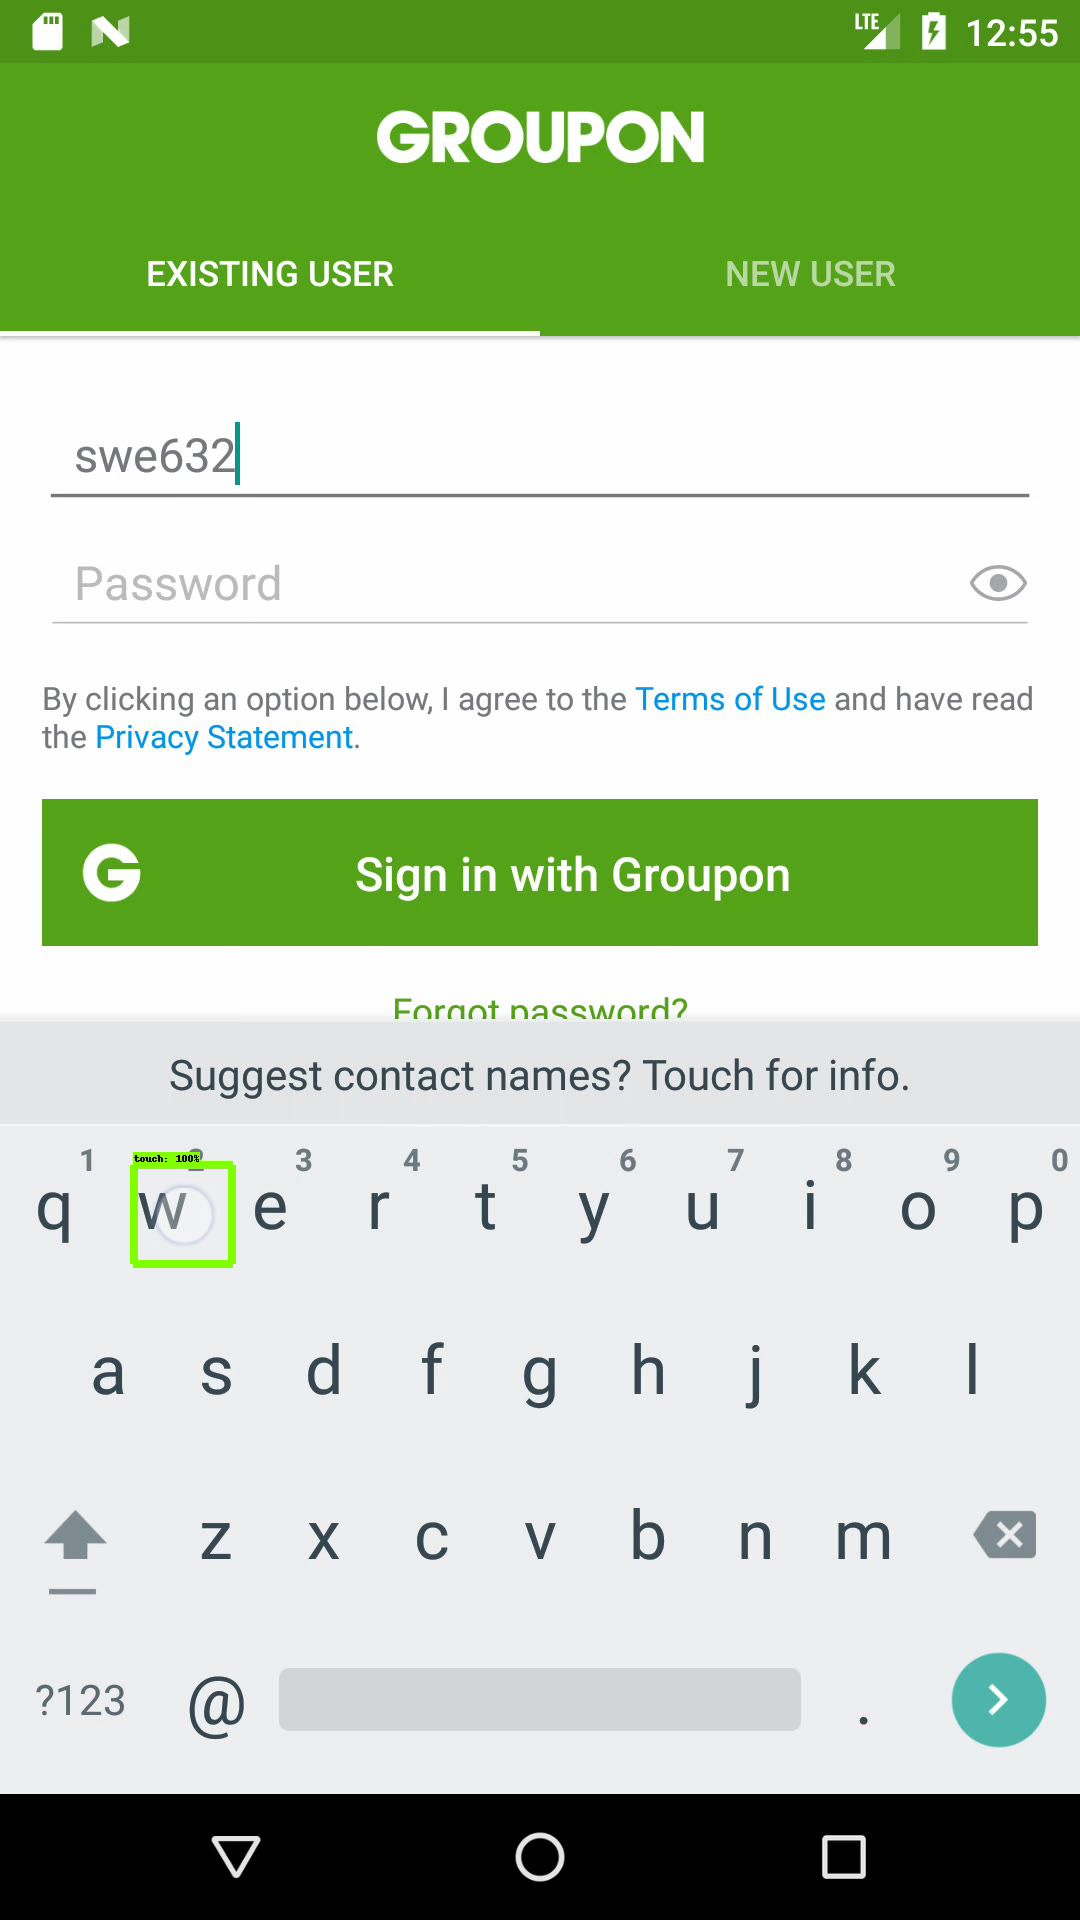 LTE 12:55
GROUPON
EXISTING USER NEW USER
swe632
Password
By clicking an option below, I agree to the Terms of Use and have read
the Privacy Statement.
G Sign in with Groupon
Forgot password?
Suggest contact names? Touch for info.
touch: 100%
1 2 3 4 5 6 7 8 9 0
q w e r t y u i o p
a s d f g h j k l
z x c v b n m
?123 @ .